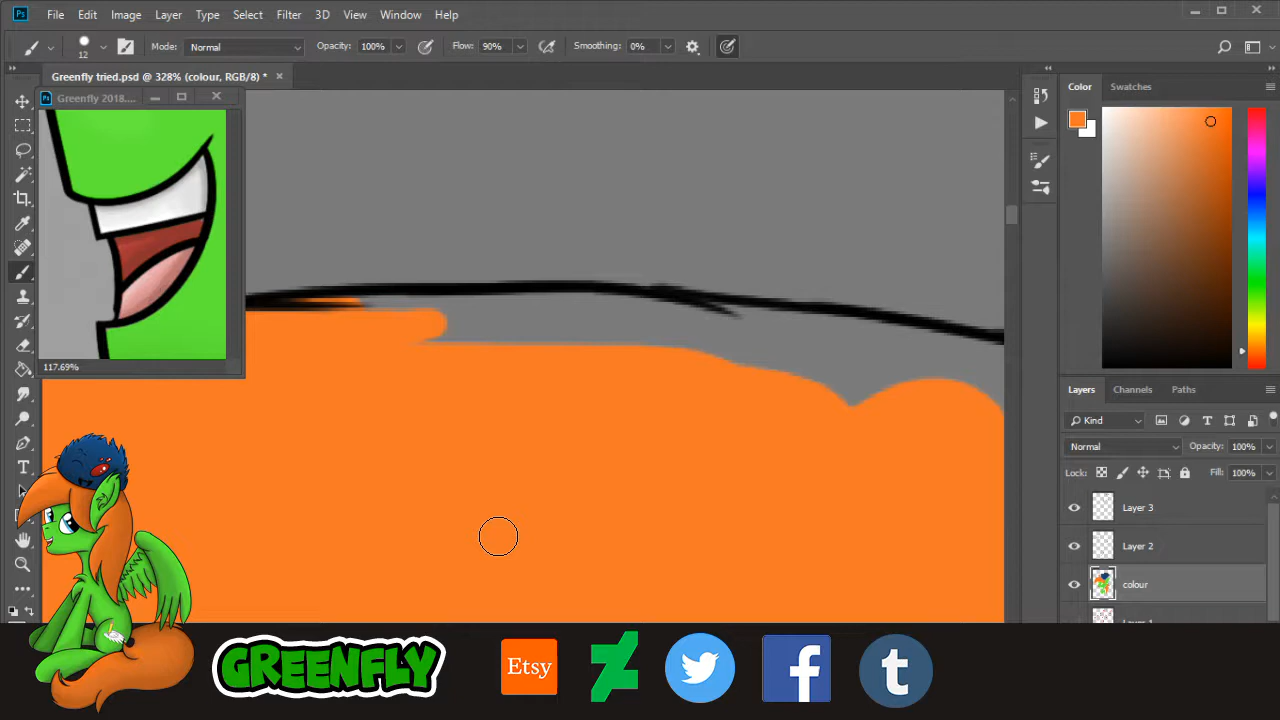 Ps File Edit Image Layer Type Select Filter 3D View Window Help
12 Mode: Normal Opacity: 100% Flow: 90% Smoothing: 0%
Greenfly tried.psd @ 328% (colour, RGB/8) *
Greenfly 2018....
117.69%
Color Swatches
Layers Channels Paths
Kind
Normal Opacity: 100%
Lock: Fill: 100%
Layer 3
Layer 2
colour
GREENFLY
Etsy
f
t